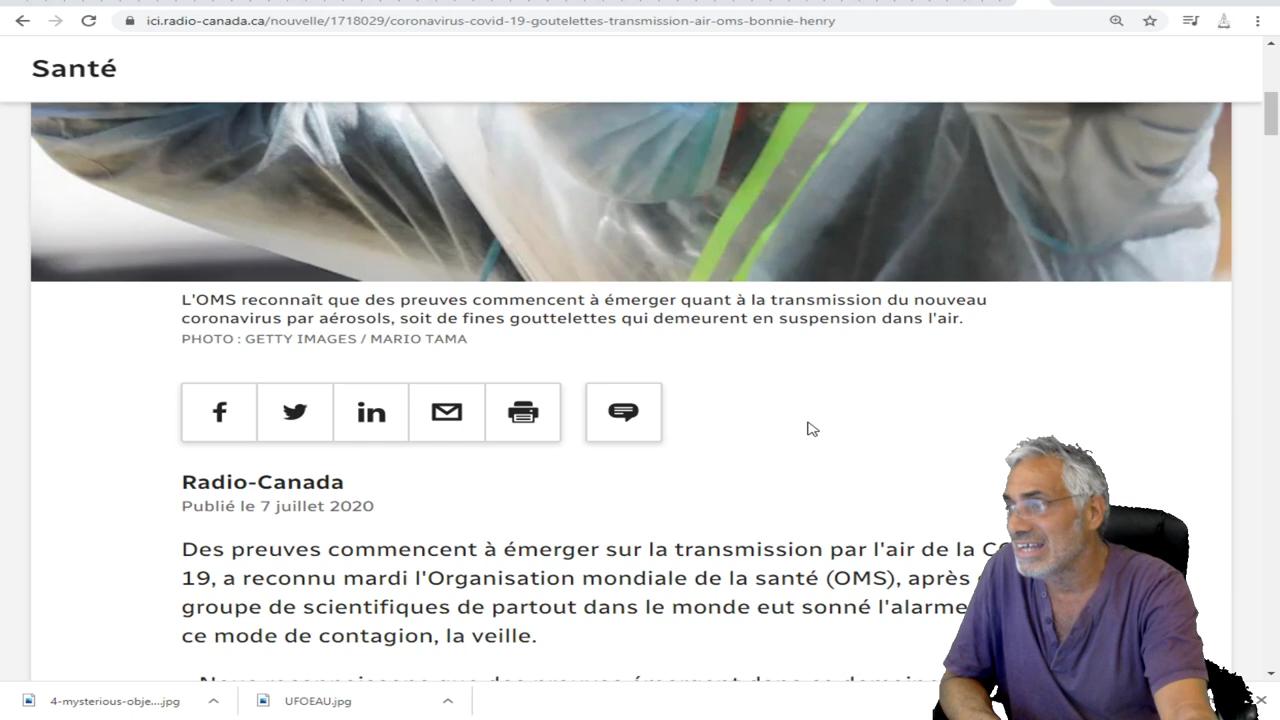 ici.radio-canada.ca/nouvelle/1718029/coronavirus-covid-19-goutelettes-transmission-air-oms-bonnie-henry
Santé
L'OMS reconnaît que des preuves commencent à émerger quant à la transmission du nouveau
coronavirus par aérosols, soit de fines gouttelettes qui demeurent en suspension dans l'air.
PHOTO : GETTY IMAGES / MARIO TAMA
Radio-Canada
Publié le 7 juillet 2020
Des preuves commencent à émerger sur la transmission par l'air de la
19, a reconnu mardi l'Organisation mondiale de la santé (OMS), après
groupe de scientifiques de partout dans le monde eut sonné l'alarme
ce mode de contagion, la veille.
4-mysterious-obje....jpg
UFOEAU.jpg